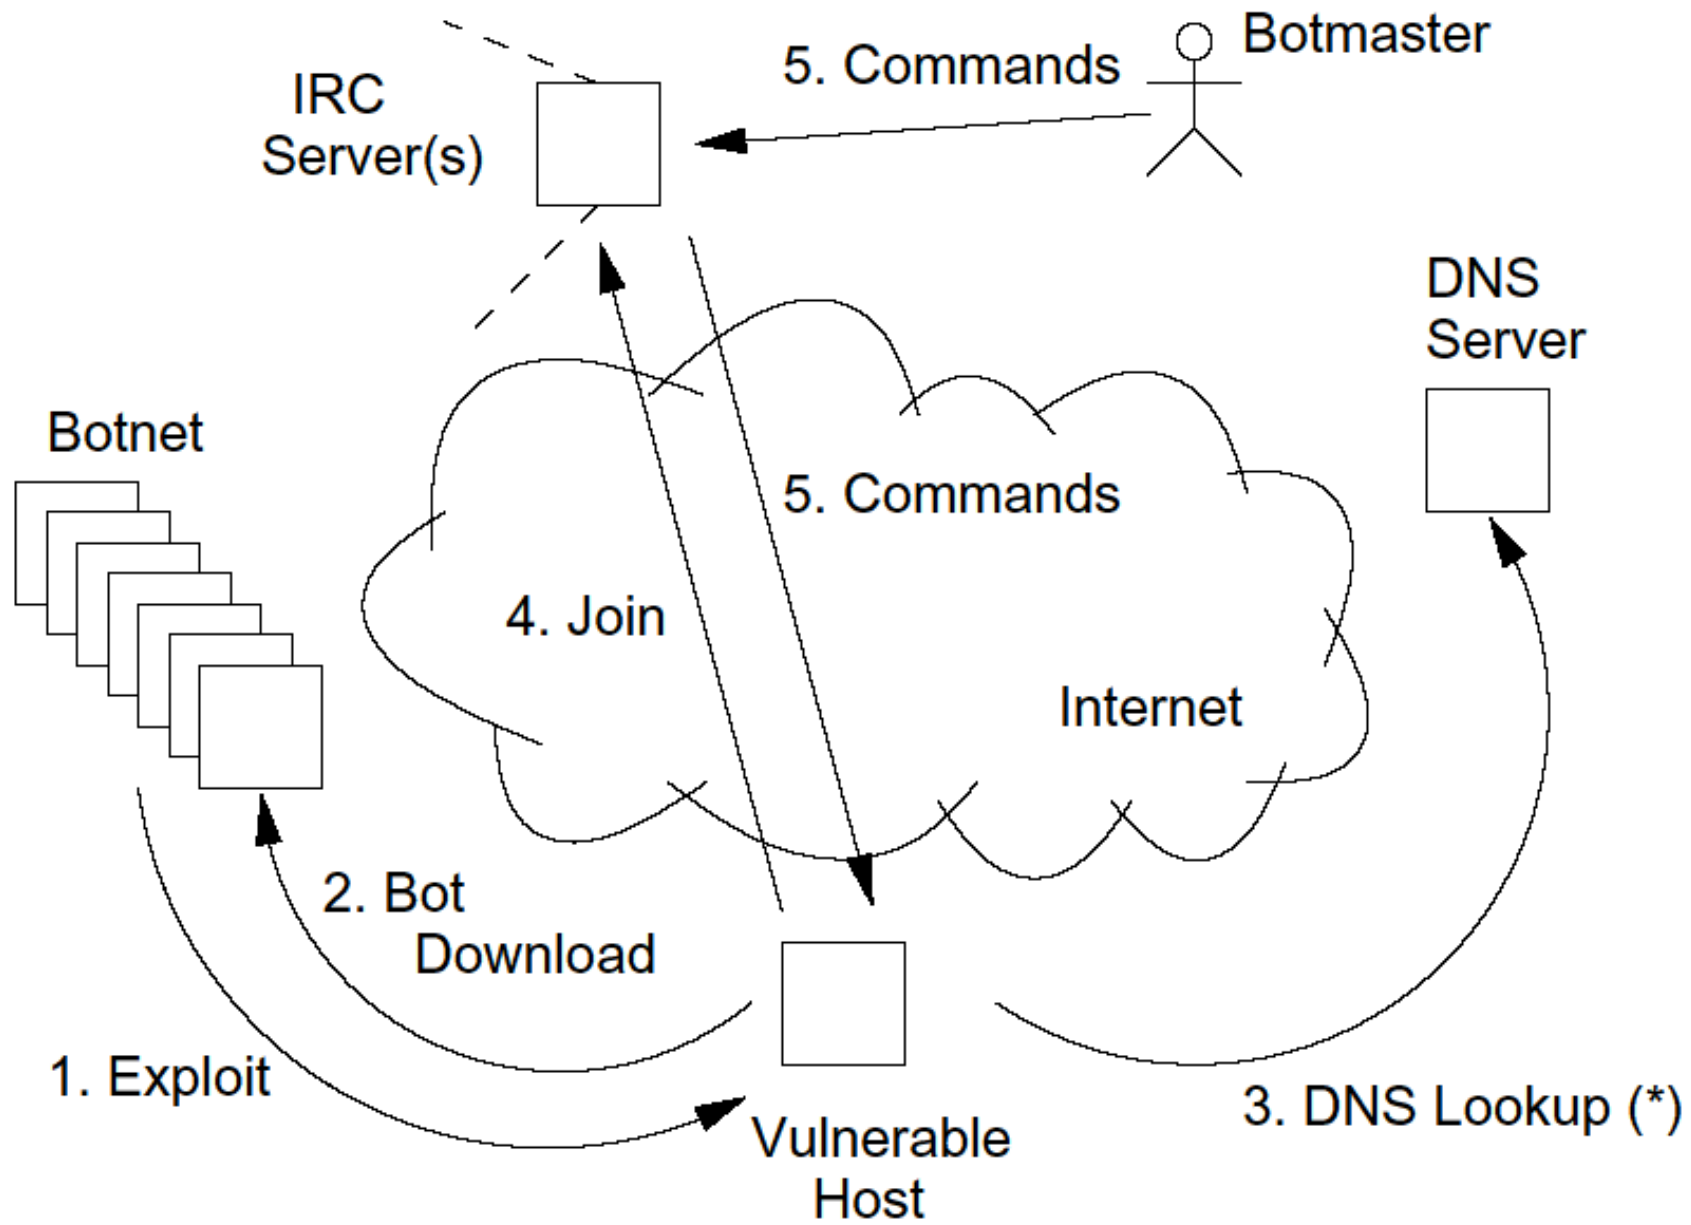 Botmaster
5. Commands
IRC
Server(s)
DNS
Server
Botnet
5. Commands
4. Join
Internet
2. Bot
Download
1. Exploit
3. DNS Lookup (*)
Vulnerable
Host